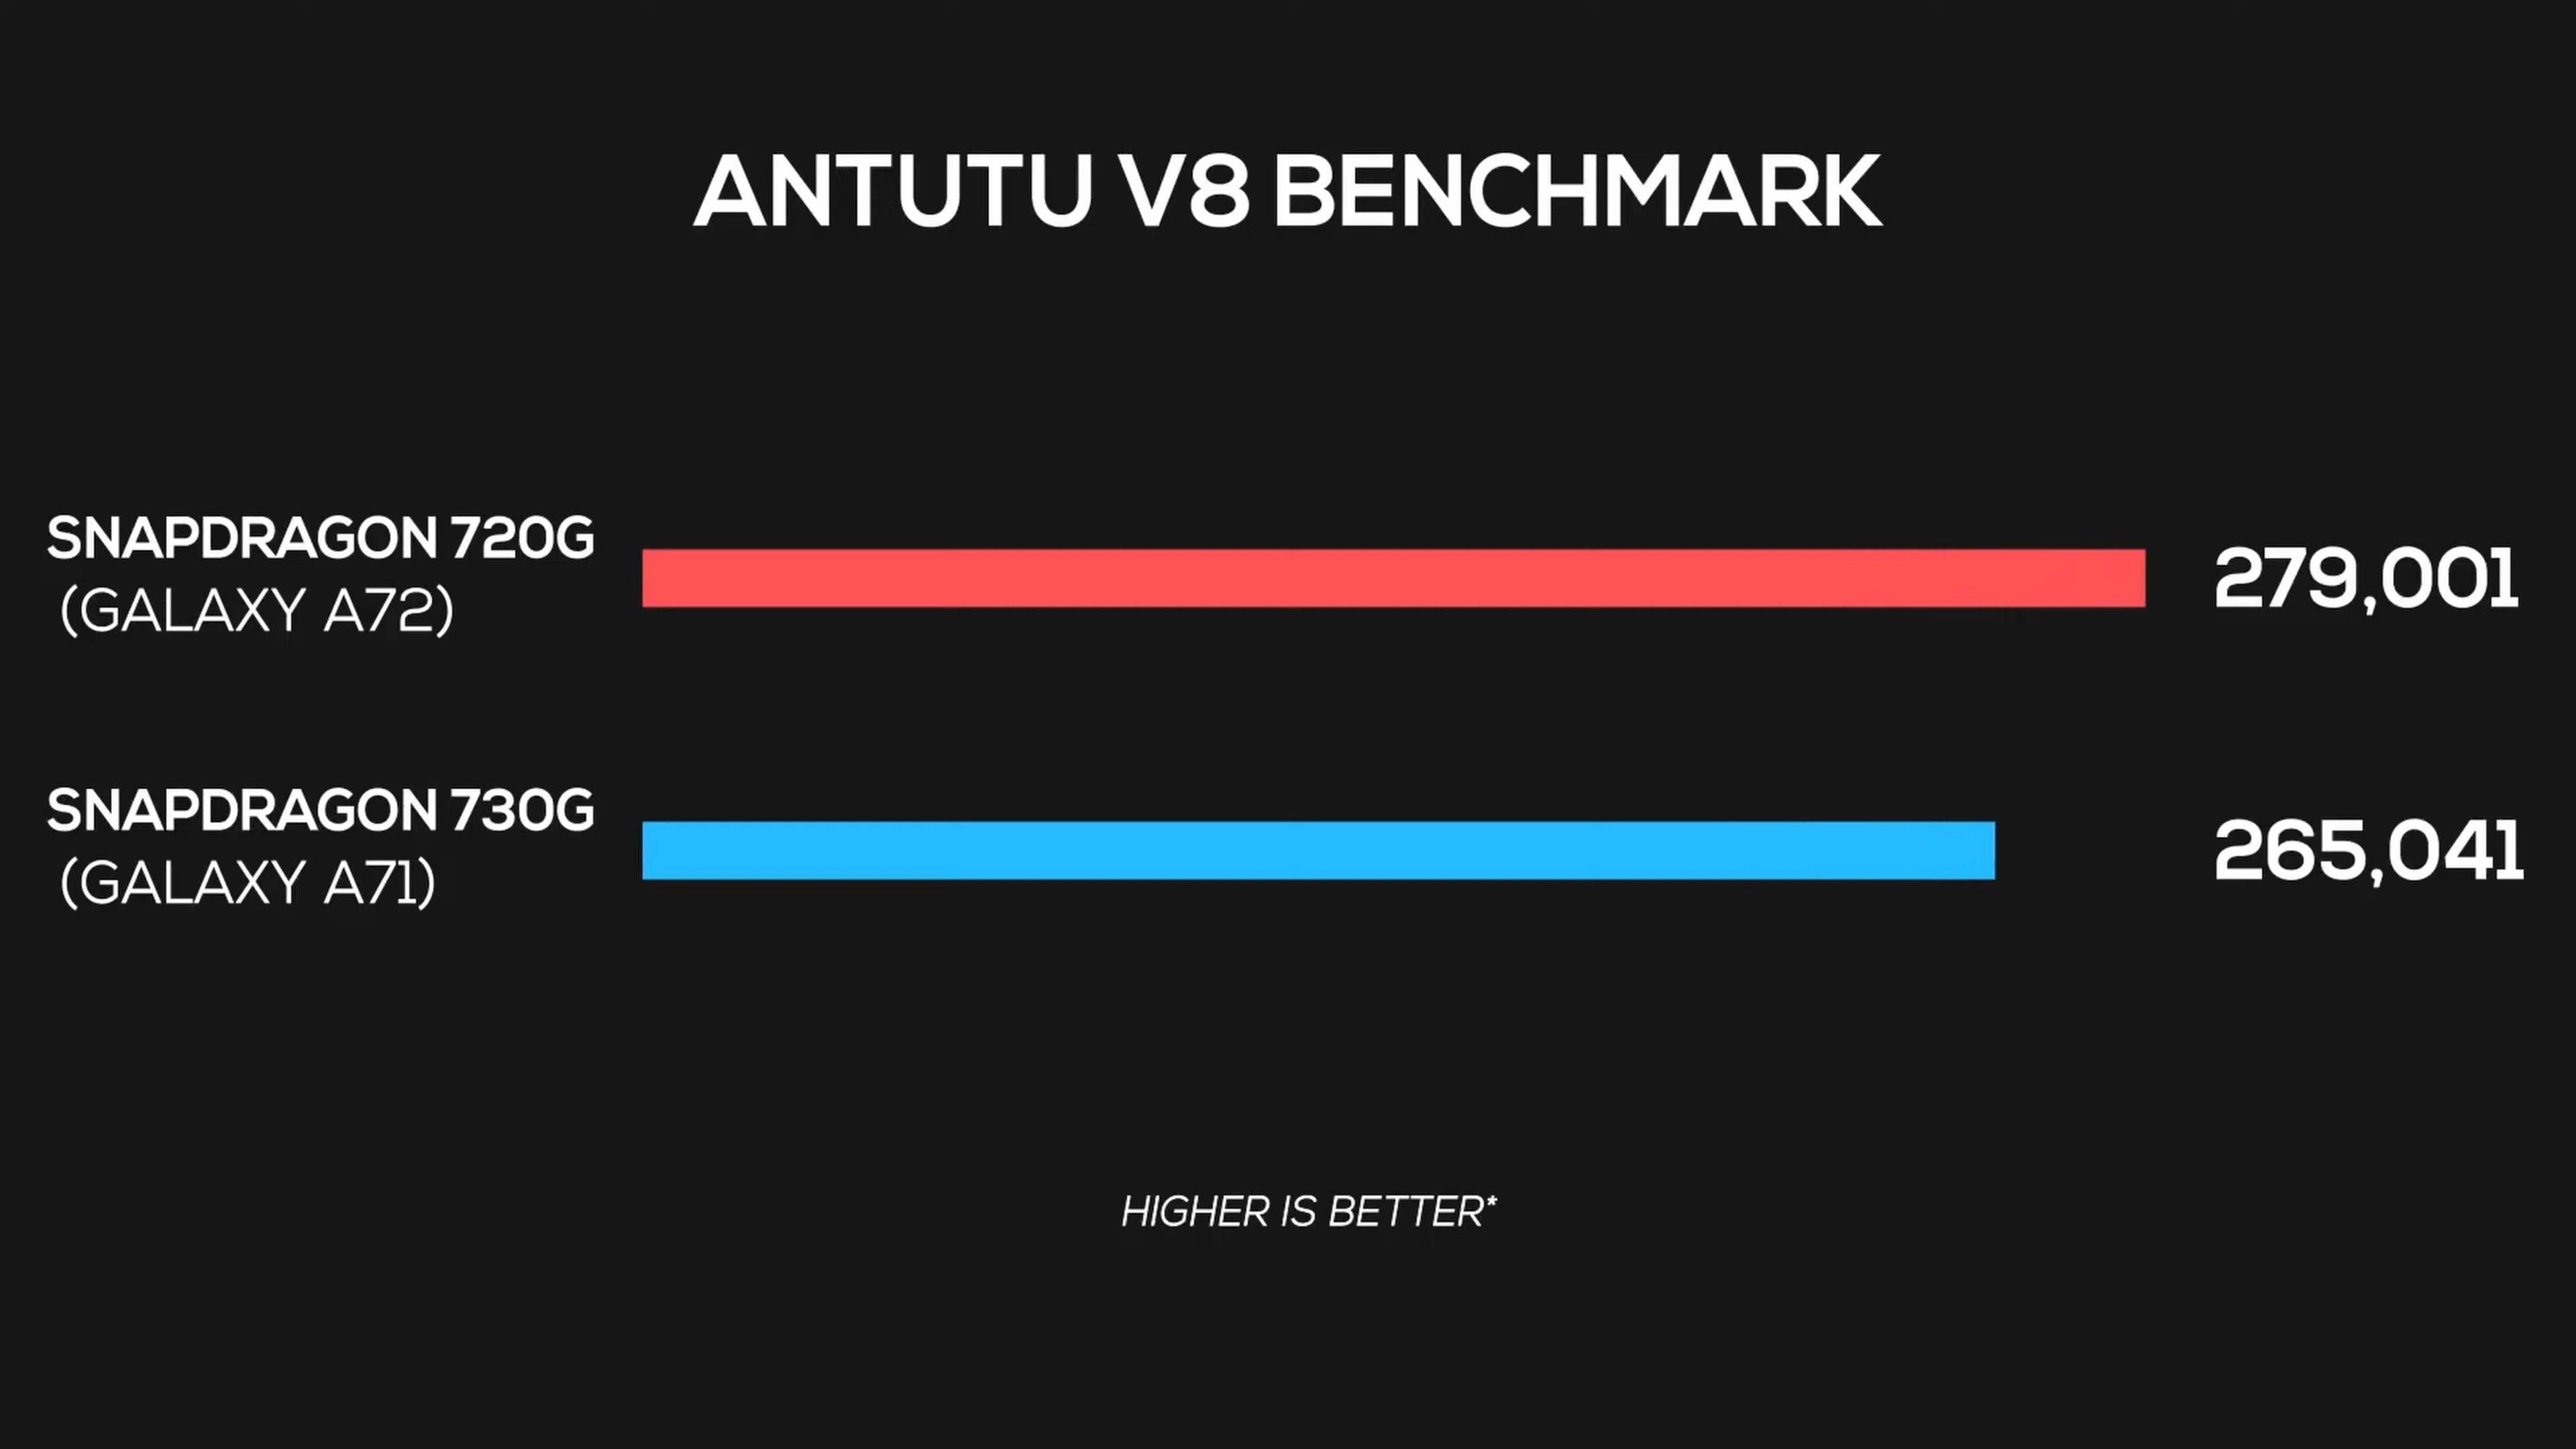 ANTUTU V8 BENCHMARK
SNAPDRAGON 720G
(GALAXY A72)
279,001
SNAPDRAGON 730G
(GALAXY A71)
265,041
HIGHER IS BETTER*